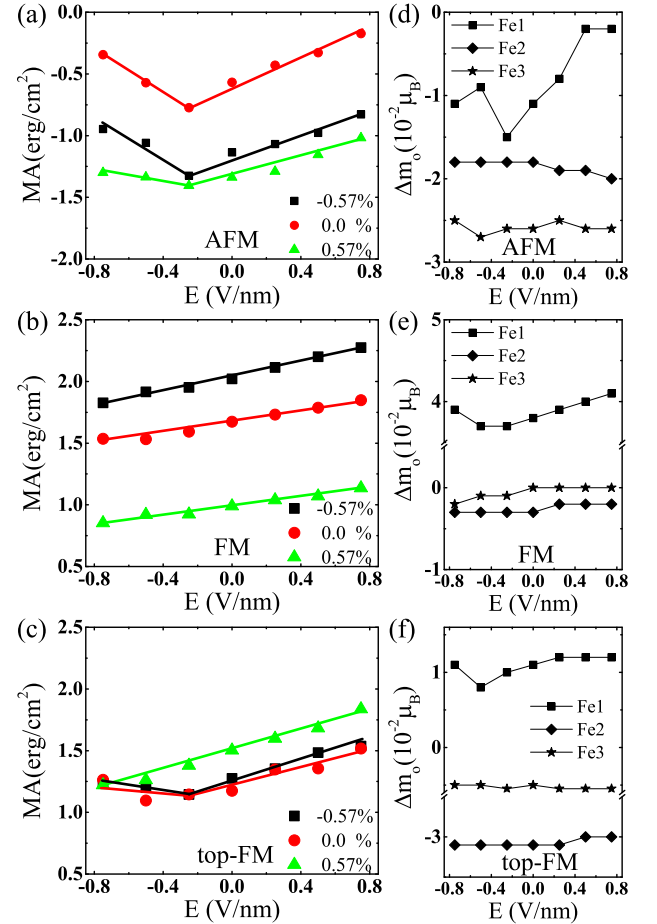 (a)
0.0
-0.5
-1.0
-1.5
-2.0
MA(erg/cm²)
-0.57%
0.0 %
0.57%
AFM
-0.8 -0.4 0.0 0.4 0.8
E (V/nm)
(d)
0
-1
-2
-3
Δmₒ(10⁻²μ_B)
Fe1
Fe2
Fe3
AFM
-0.8 -0.4 0.0 0.4 0.8
E (V/nm)
(b)
2.5
2.0
1.5
1.0
0.5
MA(erg/cm²)
-0.57%
0.0 %
0.57%
FM
-0.8 -0.4 0.0 0.4 0.8
E (V/nm)
(e)
5
4
0
-1
Δmₒ(10⁻²μ_B)
Fe1
Fe2
Fe3
FM
-0.8 -0.4 0.0 0.4 0.8
E (V/nm)
(c)
2.5
2.0
1.5
1.0
0.5
MA(erg/cm²)
-0.57%
0.0 %
0.57%
top-FM
-0.8 -0.4 0.0 0.4 0.8
E (V/nm)
(f)
1
0
-3
Δmₒ(10⁻²μ_B)
Fe1
Fe2
Fe3
top-FM
-0.8 -0.4 0.0 0.4 0.8
E (V/nm)